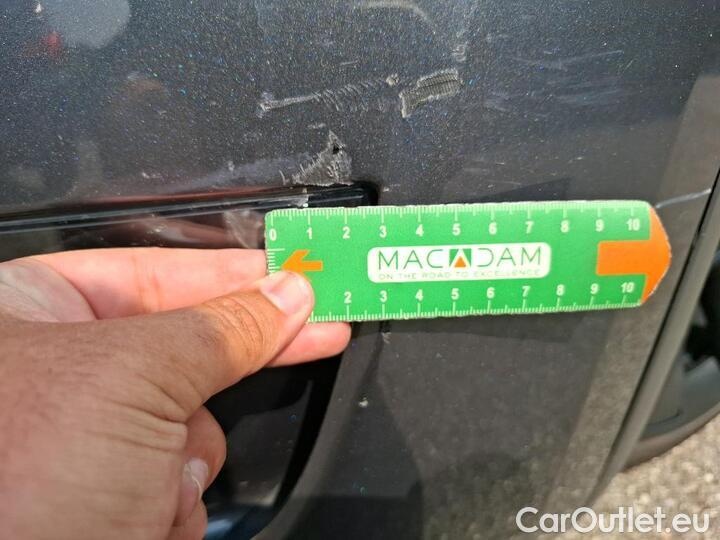 0 1 2 3 4 5 6 7 8 9 10
MACADAM
ON THE ROAD TO EXCELLENCE
2 3 4 5 6 7 8 9 10
CarOutlet.eu